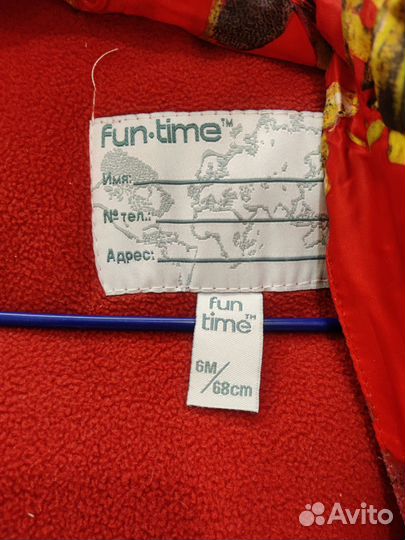 fun·time™
Имя:
№ тел.:
Адрес:
fun
time™
6M/
68cm
Avito